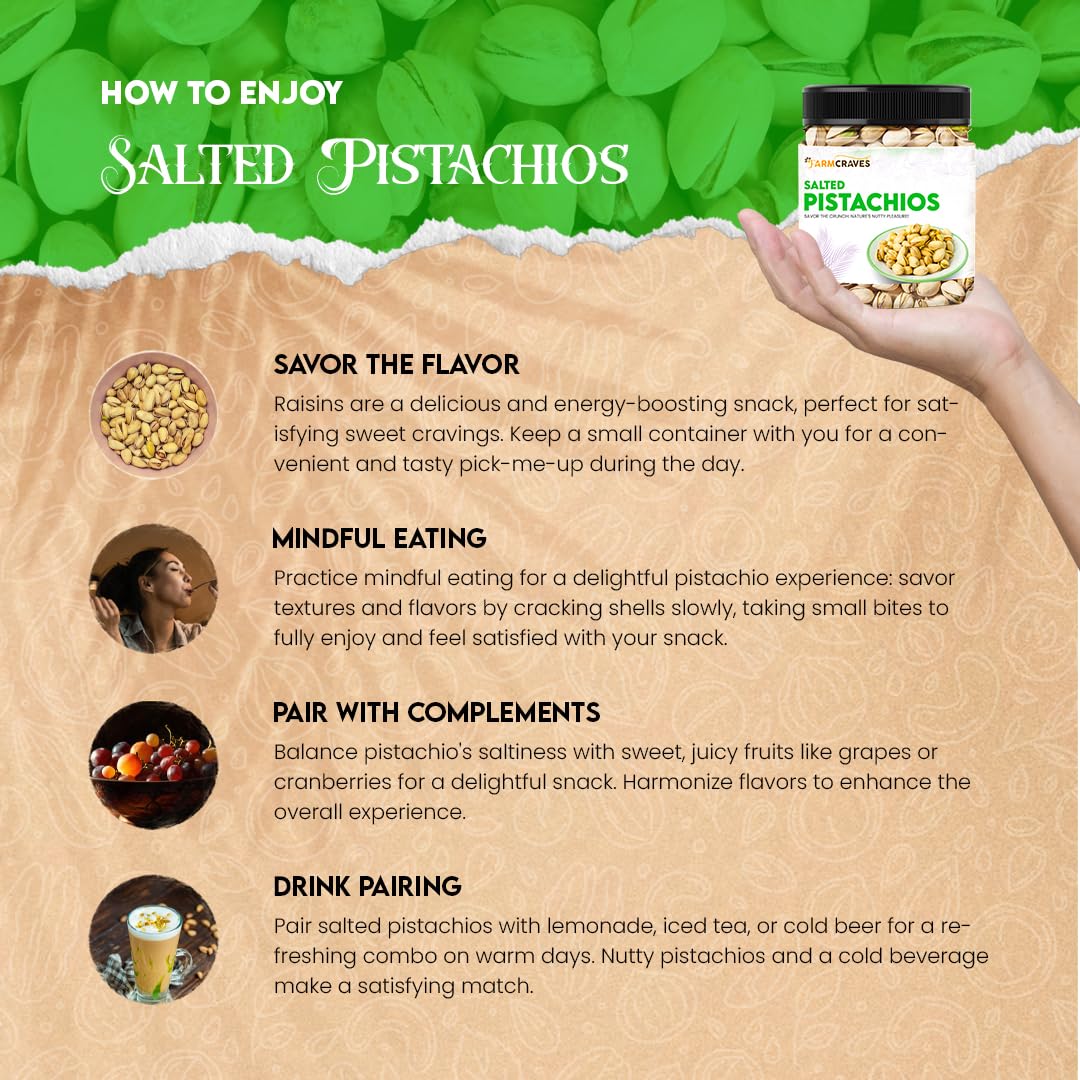 HOW TO ENJOY
SALTED PISTACHIOS
FARMCRAVES
SALTED
PISTACHIOS
SAVOR THE CRUNCH: NATURE'S NUTTY PLEASURE!
SAVOR THE FLAVOR
Raisins are a delicious and energy-boosting snack, perfect for sat-
isfying sweet cravings. Keep a small container with you for a con-
venient and tasty pick-me-up during the day.
MINDFUL EATING
Practice mindful eating for a delightful pistachio experience: savor
textures and flavors by cracking shells slowly, taking small bites to
fully enjoy and feel satisfied with your snack.
PAIR WITH COMPLEMENTS
Balance pistachio's saltiness with sweet, juicy fruits like grapes or
cranberries for a delightful snack. Harmonize flavors to enhance the
overall experience.
DRINK PAIRING
Pair salted pistachios with lemonade, iced tea, or cold beer for a re-
freshing combo on warm days. Nutty pistachios and a cold beverage
make a satisfying match.